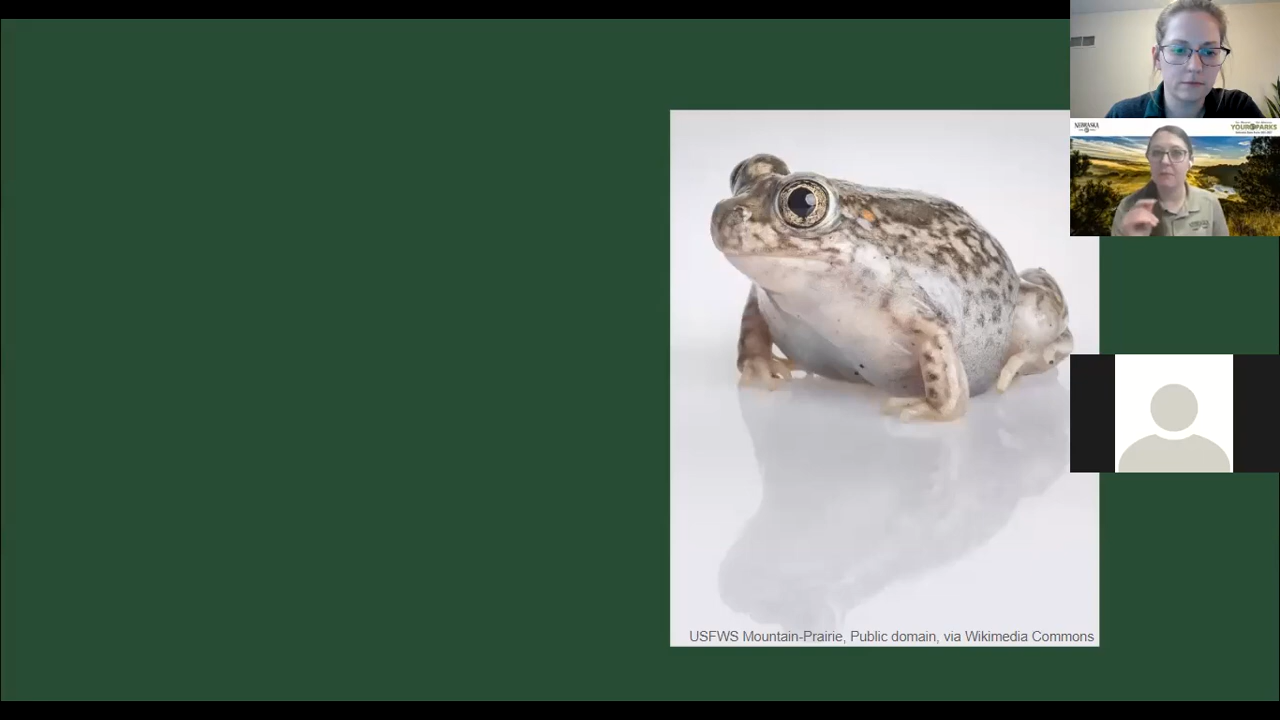 NEBRASKA
YOUR PARKS
USFWS Mountain-Prairie, Public domain, via Wikimedia Commons